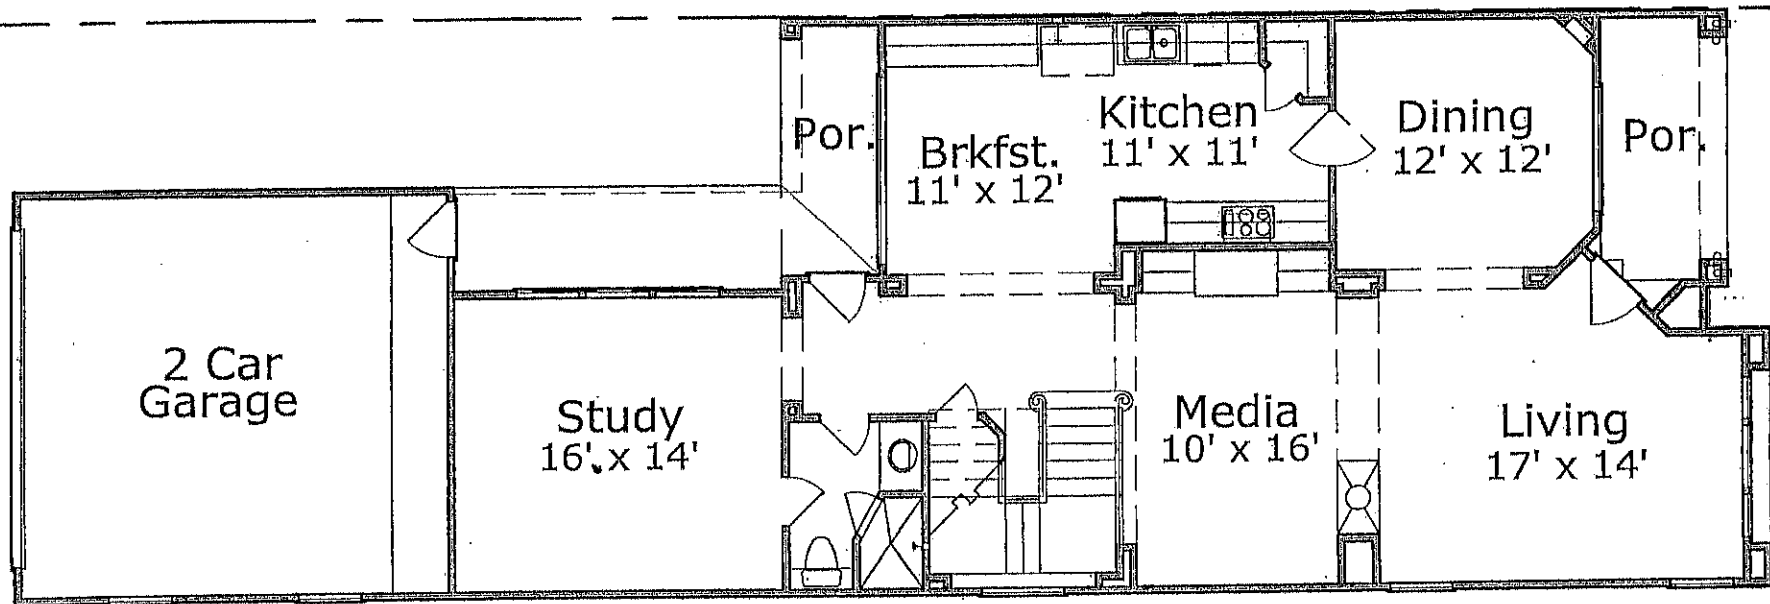 Por.
Brkfst.
11' x 12'
Kitchen
11' x 11'
Dining
12' x 12'
Por.
2 Car
Garage
Study
16' x 14'
Media
10' x 16'
Living
17' x 14'